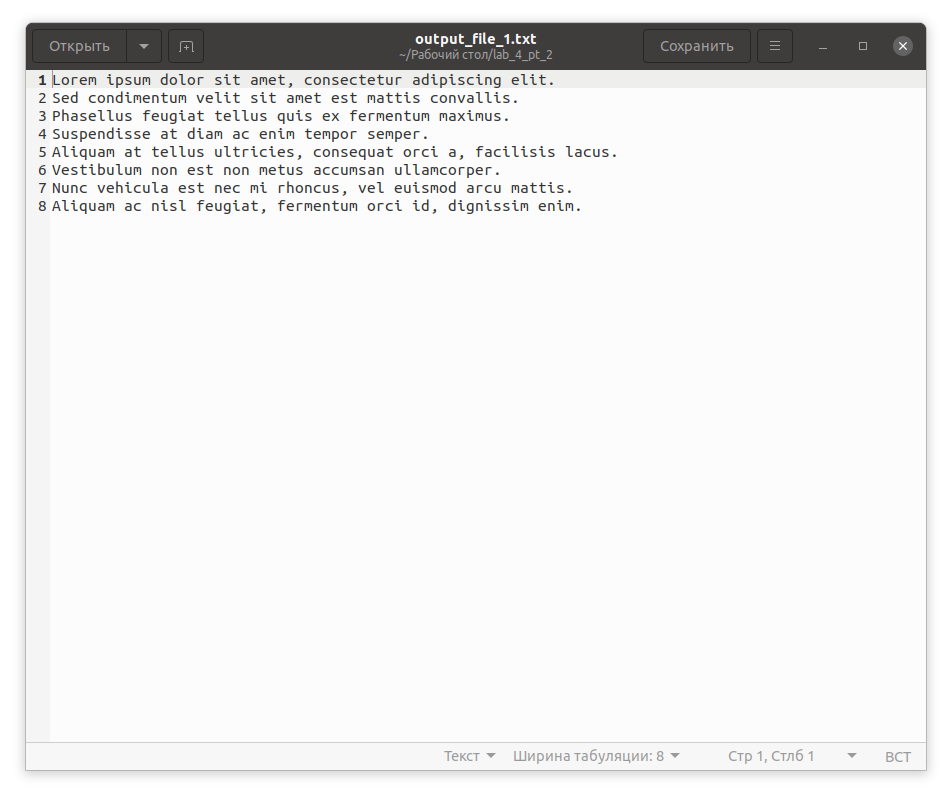 Открыть
output_file_1.txt
~/Рабочий стол/lab_4_pt_2
Сохранить
1 Lorem ipsum dolor sit amet, consectetur adipiscing elit.
2 Sed condimentum velit sit amet est mattis convallis.
3 Phasellus feugiat tellus quis ex fermentum maximus.
4 Suspendisse at diam ac enim tempor semper.
5 Aliquam at tellus ultricies, consequat orci a, facilisis lacus.
6 Vestibulum non est non metus accumsan ullamcorper.
7 Nunc vehicula est nec mi rhoncus, vel euismod arcu mattis.
8 Aliquam ac nisl feugiat, fermentum orci id, dignissim enim.
Текст Ширина табуляции: 8 Стр 1, Стлб 1 ВСТ